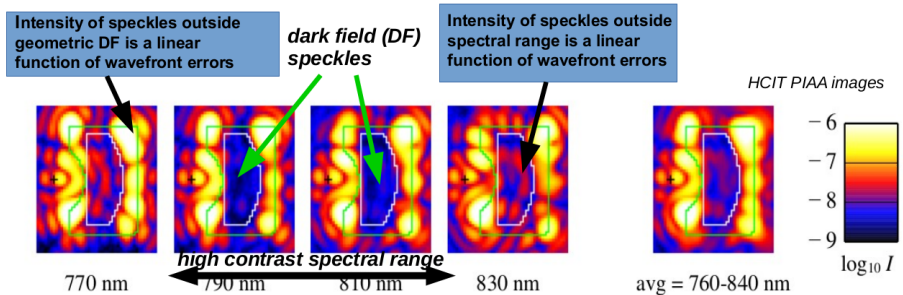 Intensity of speckles outside
geometric DF is a linear
function of wavefront errors
dark field (DF)
speckles
Intensity of speckles outside
spectral range is a linear
function of wavefront errors
HCIT PIAA images
−6
−7
−8
−9
high contrast spectral range
770 nm
790 nm
810 nm
830 nm
avg = 760-840 nm
log₁₀ I